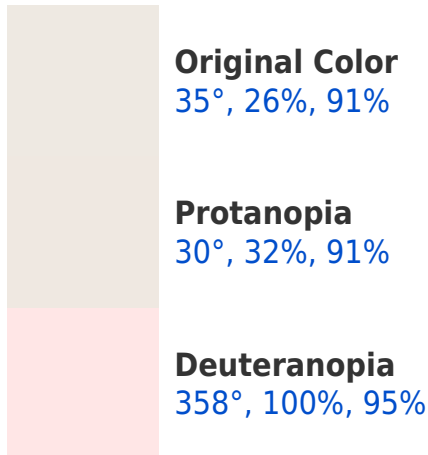 Original Color
35°, 26%, 91%
Protanopia
30°, 32%, 91%
Deuteranopia
358°, 100%, 95%